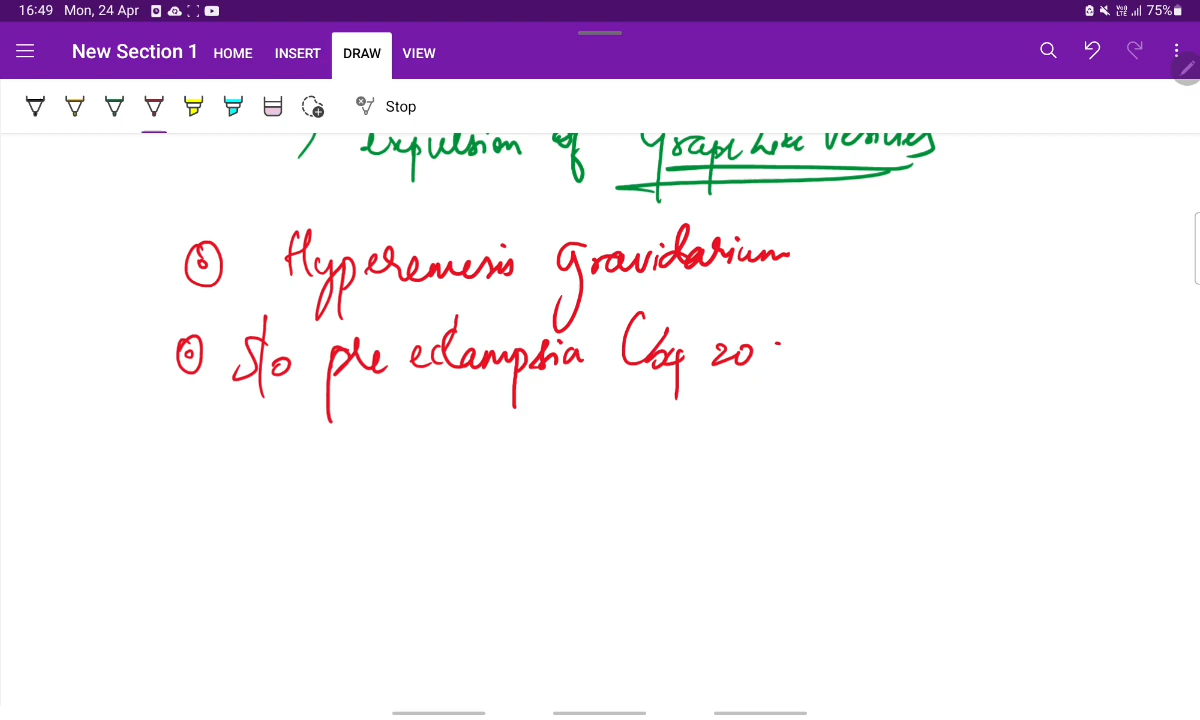 16:49 Mon, 24 Apr 75%
New Section 1 HOME INSERT DRAW VIEW
Stop
expulsion of grape like vesicles
Hyperemesis gravidarium
S/o pre eclampsia (b4 20